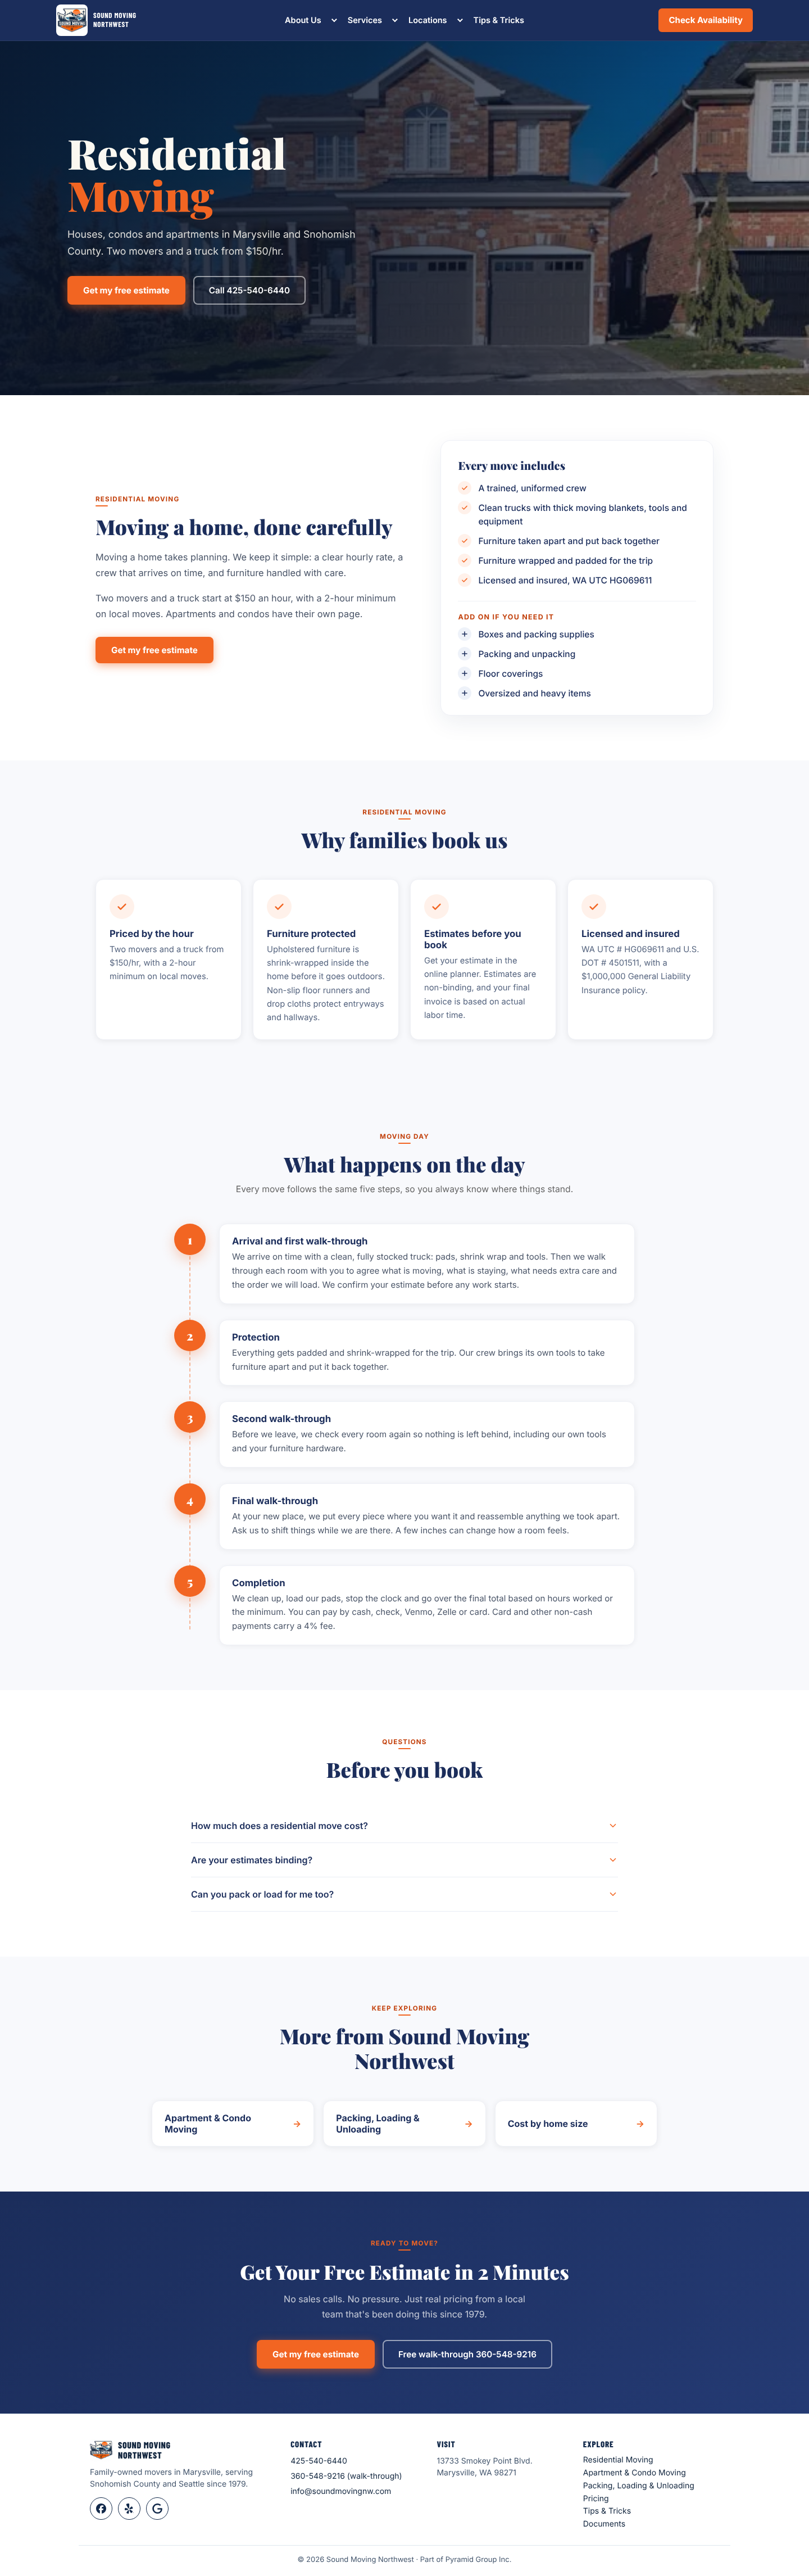 SOUND MOVING
NORTHWEST
About Us
Services
Locations
Tips & Tricks
Check Availability
Residential
Moving
Houses, condos and apartments in Marysville and Snohomish
County. Two movers and a truck from $150/hr.
Get my free estimate
Call 425-540-6440
RESIDENTIAL MOVING
Moving a home, done carefully
Moving a home takes planning. We keep it simple: a clear hourly rate, a
crew that arrives on time, and furniture handled with care.
Two movers and a truck start at $150 an hour, with a 2-hour minimum
on local moves. Apartments and condos have their own page.
Get my free estimate
Every move includes
A trained, uniformed crew
Clean trucks with thick moving blankets, tools and
equipment
Furniture taken apart and put back together
Furniture wrapped and padded for the trip
Licensed and insured, WA UTC HG069611
ADD ON IF YOU NEED IT
Boxes and packing supplies
Packing and unpacking
Floor coverings
Oversized and heavy items
RESIDENTIAL MOVING
Why families book us
Priced by the hour
Two movers and a truck from
$150/hr, with a 2-hour
minimum on local moves.
Furniture protected
Upholstered furniture is
shrink-wrapped inside the
home before it goes outdoors.
Non-slip floor runners and
drop cloths protect entryways
and hallways.
Estimates before you
book
Get your estimate in the
online planner. Estimates are
non-binding, and your final
invoice is based on actual
labor time.
Licensed and insured
WA UTC # HG069611 and U.S.
DOT # 4501511, with a
$1,000,000 General Liability
Insurance policy.
MOVING DAY
What happens on the day
Every move follows the same five steps, so you always know where things stand.
1
Arrival and first walk-through
We arrive on time with a clean, fully stocked truck: pads, shrink wrap and tools. Then we walk
through each room with you to agree what is moving, what is staying, what needs extra care and
the order we will load. We confirm your estimate before any work starts.
2
Protection
Everything gets padded and shrink-wrapped for the trip. Our crew brings its own tools to take
furniture apart and put it back together.
3
Second walk-through
Before we leave, we check every room again so nothing is left behind, including our own tools
and your furniture hardware.
4
Final walk-through
At your new place, we put every piece where you want it and reassemble anything we took apart.
Ask us to shift things while we are there. A few inches can change how a room feels.
5
Completion
We clean up, load our pads, stop the clock and go over the final total based on hours worked or
the minimum. You can pay by cash, check, Venmo, Zelle or card. Card and other non-cash
payments carry a 4% fee.
QUESTIONS
Before you book
How much does a residential move cost?
Are your estimates binding?
Can you pack or load for me too?
KEEP EXPLORING
More from Sound Moving
Northwest
Apartment & Condo
Moving
Packing, Loading &
Unloading
Cost by home size
READY TO MOVE?
Get Your Free Estimate in 2 Minutes
No sales calls. No pressure. Just real pricing from a local
team that's been doing this since 1979.
Get my free estimate
Free walk-through 360-548-9216
SOUND MOVING
NORTHWEST
Family-owned movers in Marysville, serving
Snohomish County and Seattle since 1979.
CONTACT
425-540-6440
360-548-9216 (walk-through)
info@soundmovingnw.com
VISIT
13733 Smokey Point Blvd.
Marysville, WA 98271
EXPLORE
Residential Moving
Apartment & Condo Moving
Packing, Loading & Unloading
Pricing
Tips & Tricks
Documents
© 2026 Sound Moving Northwest · Part of Pyramid Group Inc.